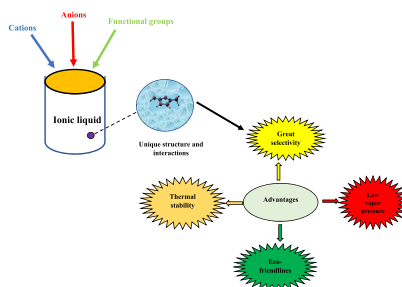 Anions
Cations
Functional groups
Ionic liquid
Unique structure and
interactions
Great
selectivity
Thermal
stability
Advantages
Low
vapor
pressure
Eco-
friendlines